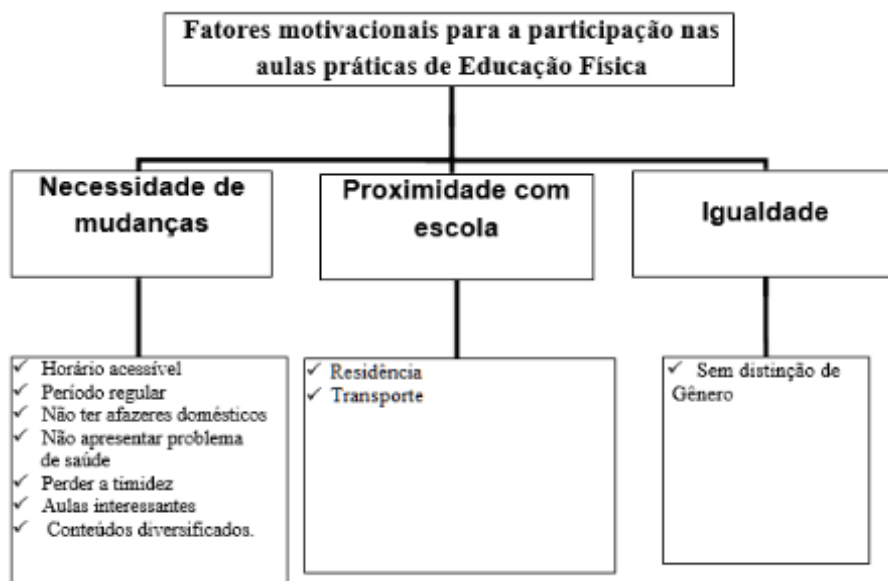 Fatores motivacionais para a participação nas
aulas práticas de Educação Física
Necessidade de
mudanças
Proximidade com
escola
Igualdade
✓ Horário acessível
✓ Período regular
✓ Não ter afazeres domésticos
✓ Não apresentar problema
de saúde
✓ Perder a timidez
✓ Aulas interessantes
✓ Conteúdos diversificados.
✓ Residência
✓ Transporte
✓ Sem distinção de
Gênero